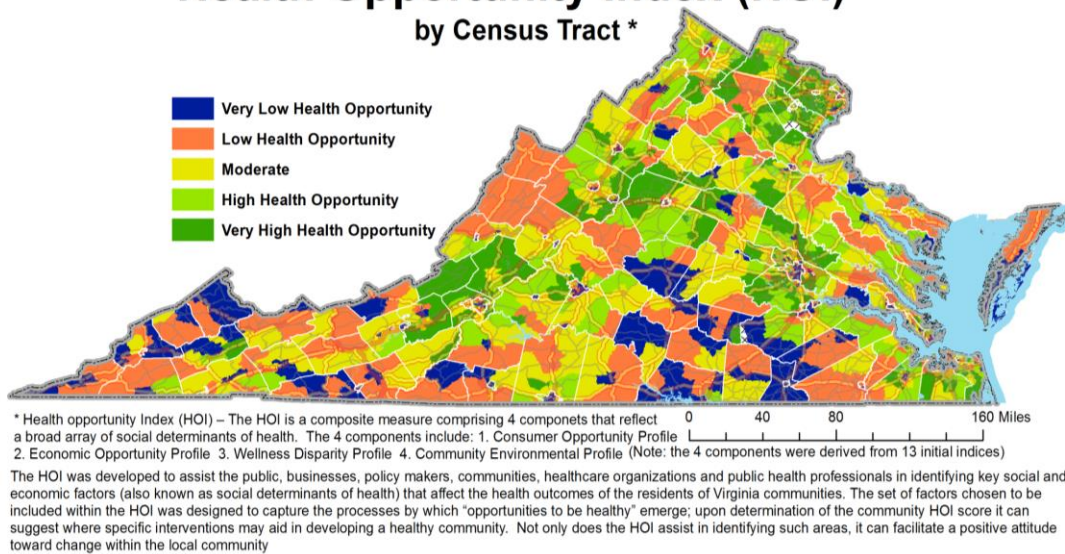 Health Opportunity Index (HOI)
by Census Tract *
Very Low Health Opportunity
Low Health Opportunity
Moderate
High Health Opportunity
Very High Health Opportunity
* Health opportunity Index (HOI) – The HOI is a composite measure comprising 4 componets that reflect
a broad array of social determinants of health. The 4 components include: 1. Consumer Opportunity Profile
2. Economic Opportunity Profile 3. Wellness Disparity Profile 4. Community Environmental Profile (Note: the 4 components were derived from 13 initial indices)
0 40 80 160 Miles
The HOI was developed to assist the public, businesses, policy makers, communities, healthcare organizations and public health professionals in identifying key social and
economic factors (also known as social determinants of health) that affect the health outcomes of the residents of Virginia communities. The set of factors chosen to be
included within the HOI was designed to capture the processes by which "opportunities to be healthy" emerge; upon determination of the community HOI score it can
suggest where specific interventions may aid in developing a healthy community. Not only does the HOI assist in identifying such areas, it can facilitate a positive attitude
toward change within the local community